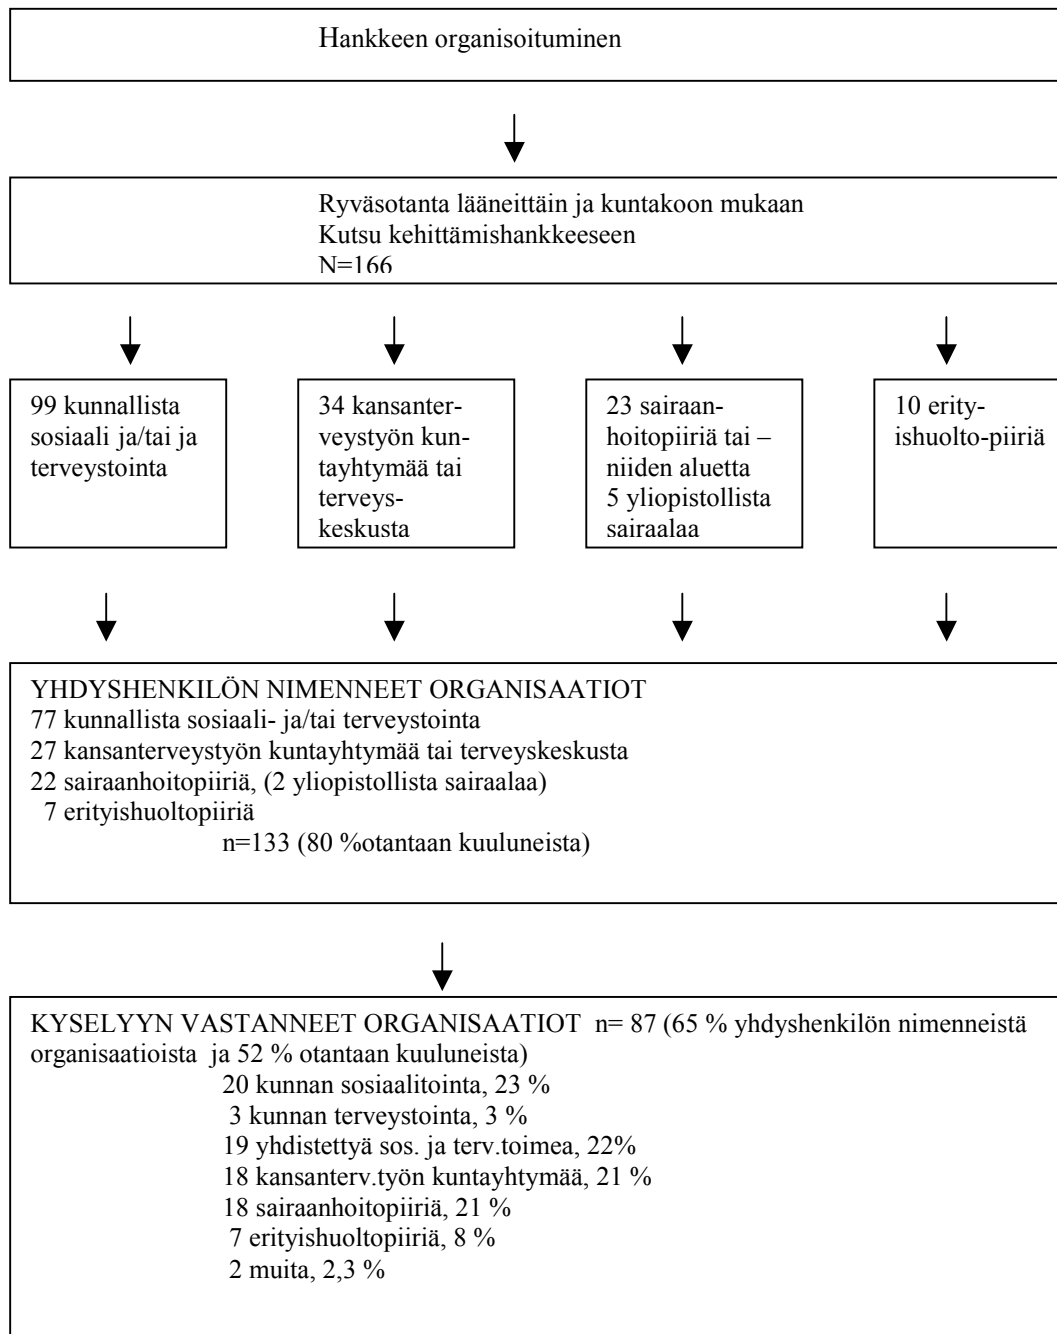 Hankkeen organisoituminen
Ryväsotanta lääneittäin ja kuntakoon mukaan
Kutsu kehittämishankkeeseen
N=166
99 kunnallista
sosiaali ja/tai ja
terveystointa
34 kansanter-
veystyön kun-
tayhtymää tai
terveys-
keskusta
23 sairaan-
hoitopiiriä tai –
niiden aluetta
5 yliopistollista
sairaalaa
10 erity-
ishuolto-piiriä
YHDYSHENKILÖN NIMENNEET ORGANISAATIOT
77 kunnallista sosiaali- ja/tai terveystointa
27 kansanterveystyön kuntayhtymää tai terveyskeskusta
22 sairaanhoitopiiriä, (2 yliopistollista sairaalaa)
7 erityishuoltopiiriä
n=133 (80 %otantaan kuuluneista)
KYSELYYN VASTANNEET ORGANISAATIOT n= 87 (65 % yhdyshenkilön nimenneistä
organisaatioista ja 52 % otantaan kuuluneista)
20 kunnan sosiaalitointa, 23 %
3 kunnan terveystointa, 3 %
19 yhdistettyä sos. ja terv.toimea, 22%
18 kansanterv.työn kuntayhtymää, 21 %
18 sairaanhoitopiiriä, 21 %
7 erityishuoltopiiriä, 8 %
2 muita, 2,3 %